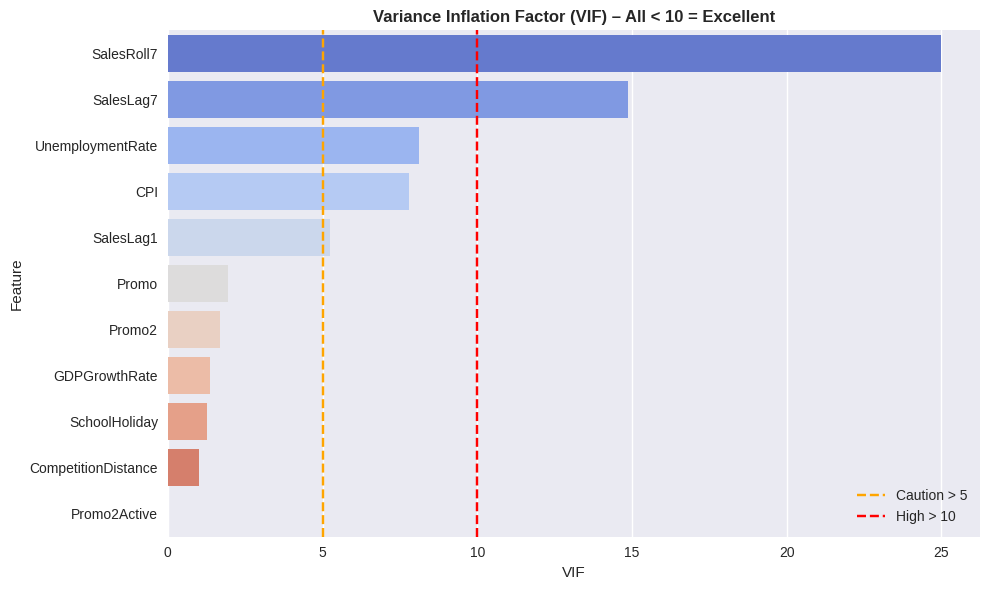 Variance Inflation Factor (VIF) – All < 10 = Excellent
Feature
SalesRoll7
SalesLag7
UnemploymentRate
CPI
SalesLag1
Promo
Promo2
GDPGrowthRate
SchoolHoliday
CompetitionDistance
Promo2Active
Caution > 5
High > 10
0 5 10 15 20 25
VIF